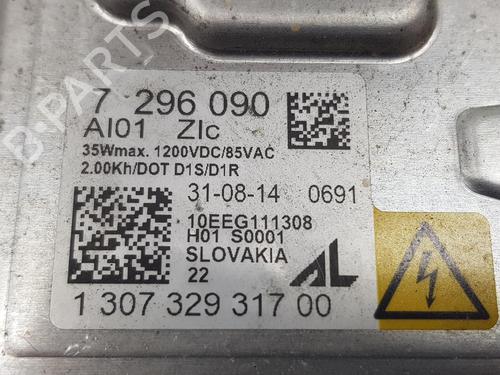 7 296 090
AI01 ZIc
35Wmax. 1200VDC/85VAC
2.00Kh/DOT D1S/D1R
31-08-14 0691
10EEG111308
H01 S0001
SLOVAKIA
22 AL
1 307 329 317 00
B-PARTS